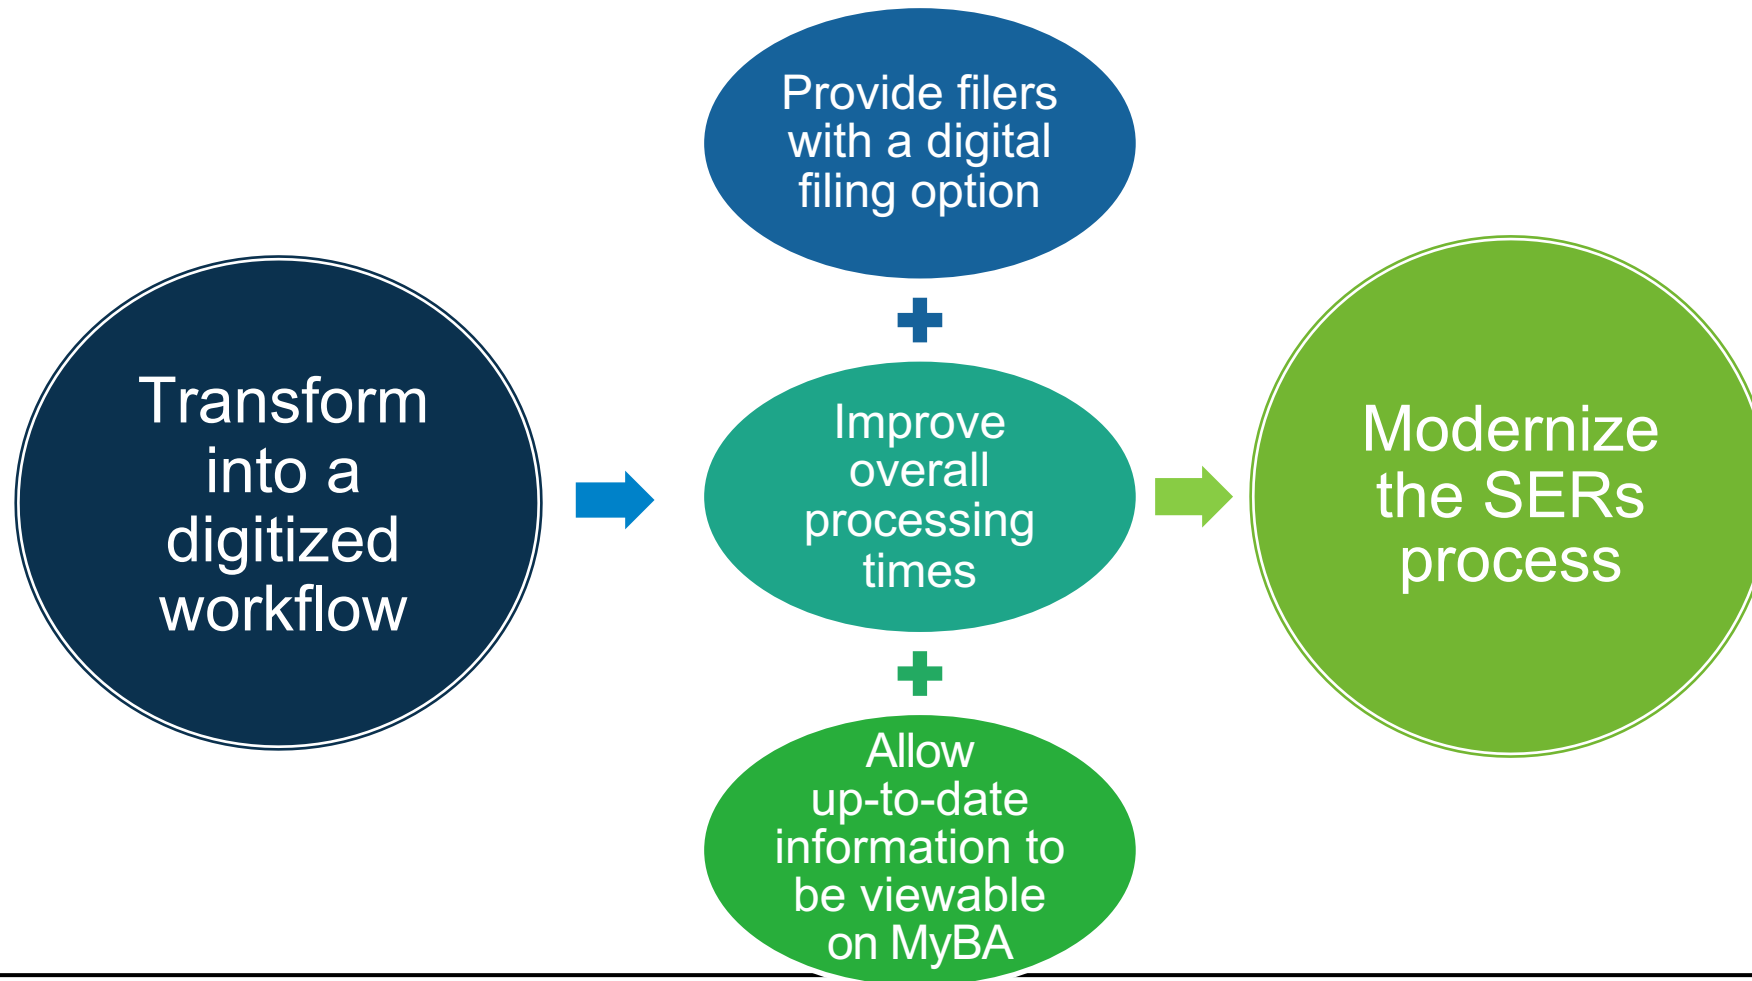 Transform
into a
digitized
workflow
Provide filers
with a digital
filing option
Improve
overall
processing
times
Allow
up-to-date
information to
be viewable
on MyBA
Modernize
the SERs
process